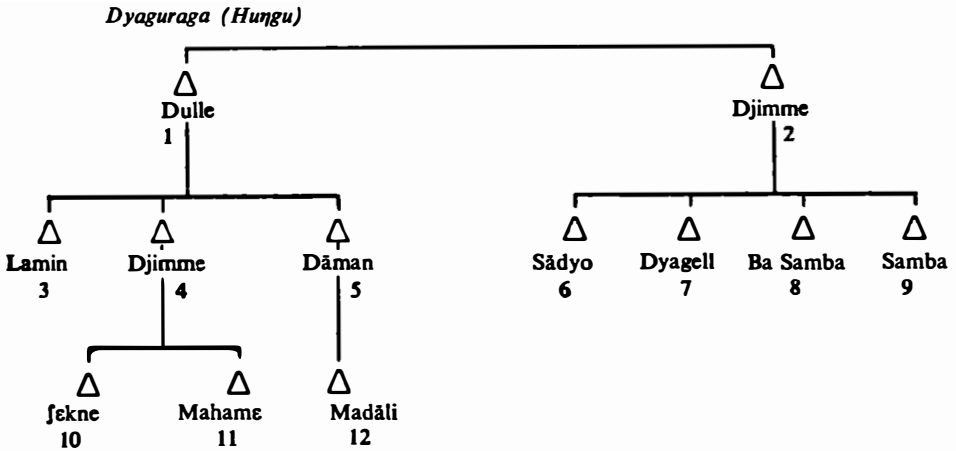 Dyaguraga (Huŋgu)
Dulle Djimme
1 2
Lamin Djimme Dāman Sādyo Dyagell Ba Samba Samba
3 4 5 6 7 8 9
ʃɛkne Mahamɛ Madāli
10 11 12